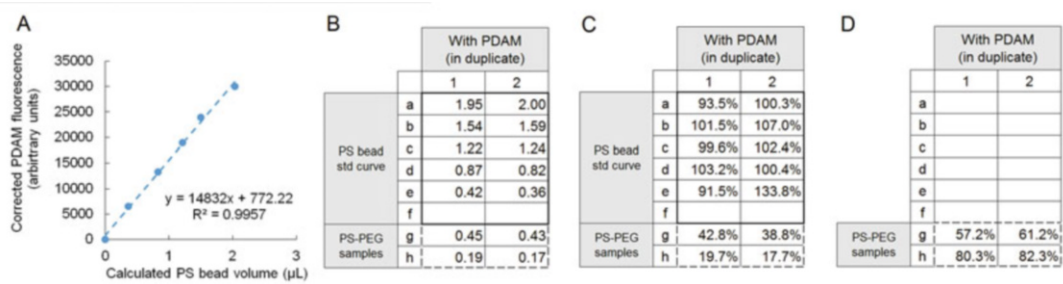 A
Corrected PDAM fluorescence
(abirtrary units)
35000
30000
25000
20000
15000
10000
5000
0
y = 14832x + 772.22
R² = 0.9957
0 1 2 3
Calculated PS bead volume (µL)
B
With PDAM
(in duplicate)
1 2
PS bead
std curve
a 1.95 2.00
b 1.54 1.59
c 1.22 1.24
d 0.87 0.82
e 0.42 0.36
f
PS-PEG
samples
g 0.45 0.43
h 0.19 0.17
C
With PDAM
(in duplicate)
1 2
PS bead
std curve
a 93.5% 100.3%
b 101.5% 107.0%
c 99.6% 102.4%
d 103.2% 100.4%
e 91.5% 133.8%
f
PS-PEG
samples
g 42.8% 38.8%
h 19.7% 17.7%
D
With PDAM
(in duplicate)
1 2
a
b
c
d
e
f
PS-PEG
samples
g 57.2% 61.2%
h 80.3% 82.3%